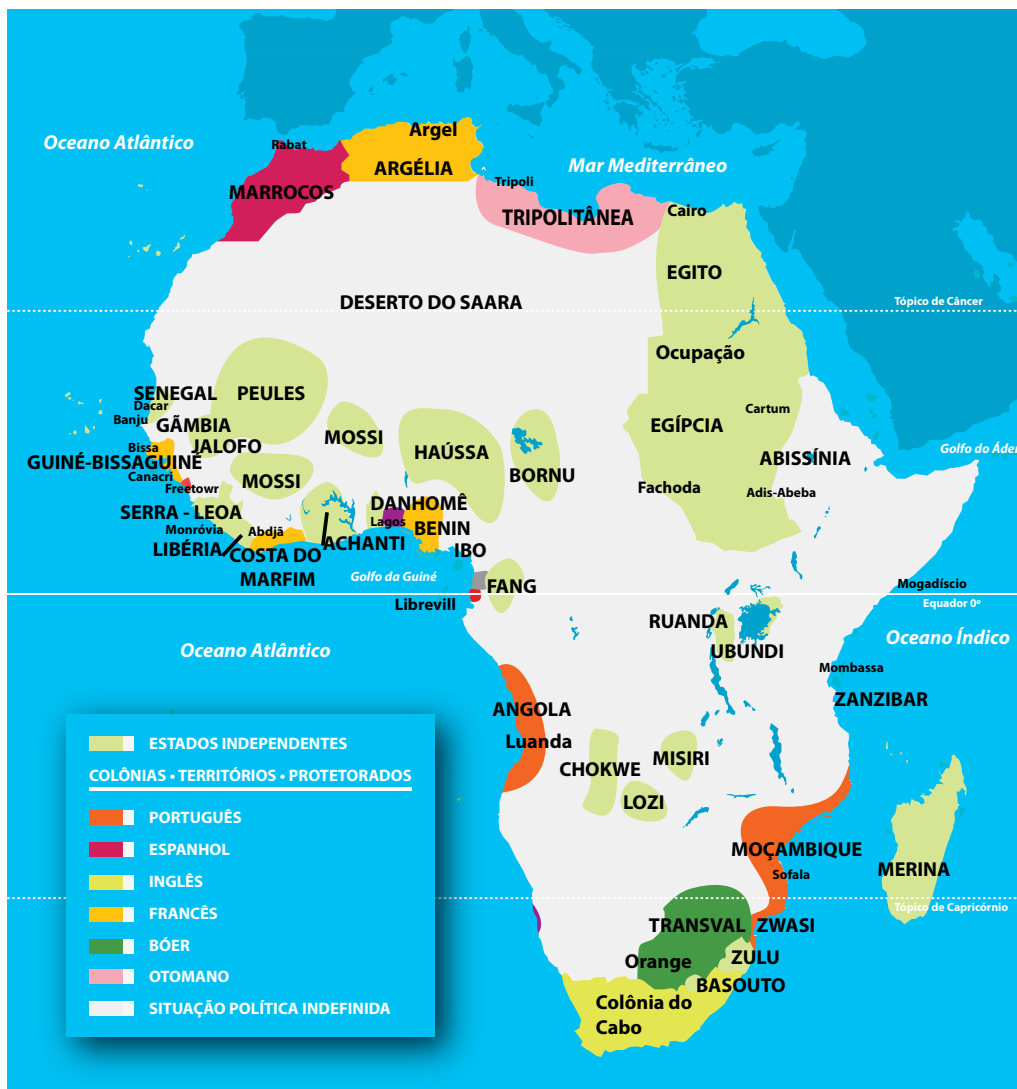 Oceano Atlântico
Rabat
MARROCOS
Argel
ARGÉLIA
Mar Mediterrâneo
Tripoli
TRIPOLITÂNEA
Cairo
EGITO
DESERTO DO SAARA
Tópico de Câncer
Ocupação
EGÍPCIA
Cartum
ABISSÍNIA
Golfo do Áden
Fachoda
Adis-Abeba
SENEGAL
Dacar
Banju
GÃMBIA
PEULES
JALOFO
Bissa
GUINÉ-BISSAGUINÉ
Canacri
Freetowr
MOSSI
MOSSI
HAÚSSA
BORNU
SERRA - LEOA
Monróvia
LIBÉRIA
Abdjã
COSTA DO
MARFIM
ACHANTI
DANHOMÊ
Lagos
BENIN
IBO
Golfo da Guiné
FANG
Librevill
Mogadíscio
Equador 0º
RUANDA
UBUNDI
Oceano Índico
Oceano Atlântico
Mombassa
ZANZIBAR
ANGOLA
Luanda
CHOKWE
MISIRI
LOZI
MOÇAMBIQUE
Sofala
MERINA
Tópico de Capricórnio
TRANSVAL
ZWASI
Orange
ZULU
BASOUTO
Colônia do
Cabo
ESTADOS INDEPENDENTES
COLÔNIAS • TERRITÓRIOS • PROTETORADOS
PORTUGUÊS
ESPANHOL
INGLÊS
FRANCÊS
BÓER
OTOMANO
SITUAÇÃO POLÍTICA INDEFINIDA